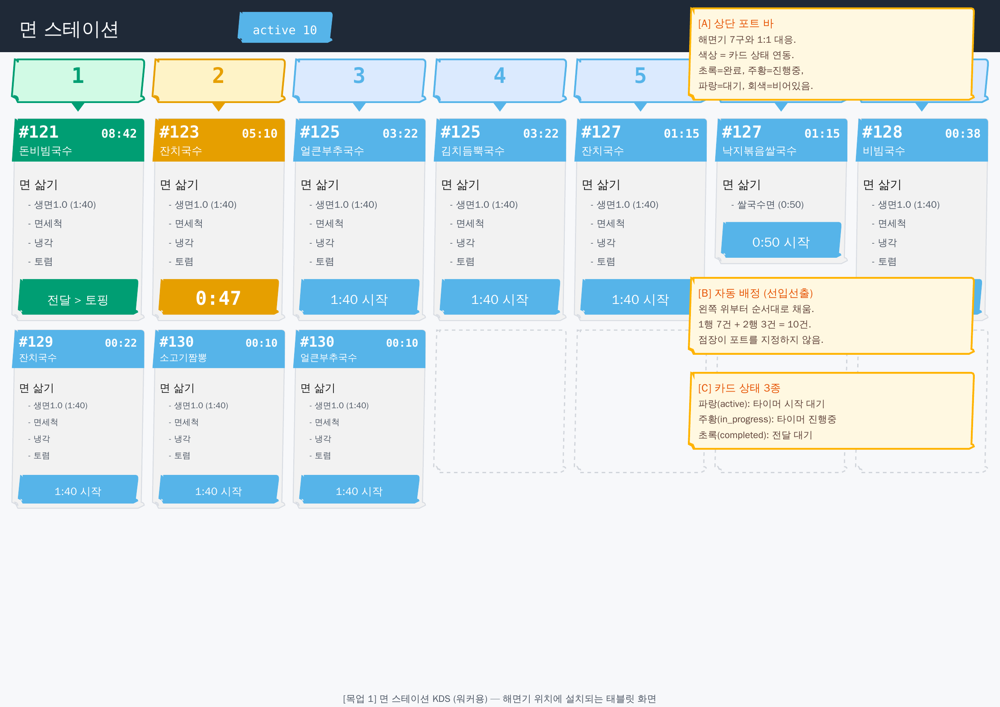 면 스테이션
active 10
[A] 상단 포트 바
해면기 7구와 1:1 대응.
색상 = 카드 상태 연동.
초록=완료, 주황=진행중,
파랑=대기, 회색=비어있음.
1
2
3
4
5
#121 08:42
돈비빔국수
면 삶기
- 생면1.0 (1:40)
- 면세척
- 냉각
- 토렴
전달 > 토핑
#123 05:10
잔치국수
면 삶기
- 생면1.0 (1:40)
- 면세척
- 냉각
- 토렴
0:47
#125 03:22
얼큰부추국수
면 삶기
- 생면1.0 (1:40)
- 면세척
- 냉각
- 토렴
1:40 시작
#125 03:22
김치듬뿍국수
면 삶기
- 생면1.0 (1:40)
- 면세척
- 냉각
- 토렴
1:40 시작
#127 01:15
잔치국수
면 삶기
- 생면1.0 (1:40)
- 면세척
- 냉각
- 토렴
1:40 시작
#127 01:15
낙지볶음쌀국수
면 삶기
- 쌀국수면 (0:50)
0:50 시작
#128 00:38
비빔국수
면 삶기
- 생면1.0 (1:40)
- 면세척
- 냉각
- 토렴
[B] 자동 배정 (선입선출)
왼쪽 위부터 순서대로 채움.
1행 7건 + 2행 3건 = 10건.
점장이 포트를 지정하지 않음.
#129 00:22
잔치국수
면 삶기
- 생면1.0 (1:40)
- 면세척
- 냉각
- 토렴
1:40 시작
#130 00:10
소고기짬뽕
면 삶기
- 생면1.0 (1:40)
- 면세척
- 냉각
- 토렴
1:40 시작
#130 00:10
얼큰부추국수
면 삶기
- 생면1.0 (1:40)
- 면세척
- 냉각
- 토렴
1:40 시작
[C] 카드 상태 3종
파랑(active): 타이머 시작 대기
주황(in_progress): 타이머 진행중
초록(completed): 전달 대기
[목업 1] 면 스테이션 KDS (워커용) — 해면기 위치에 설치되는 태블릿 화면